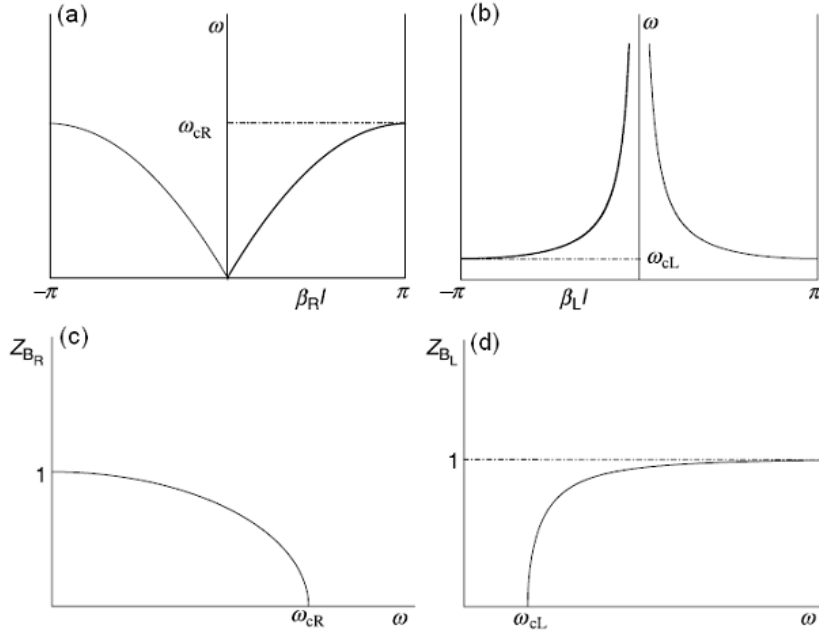 (a)
ω
ω_cR
−π
β_R l
π
(b)
ω
ω_cL
−π
β_L l
π
(c)
Z_B_R
1
ω_cR
ω
(d)
Z_B_L
1
ω_cL
ω